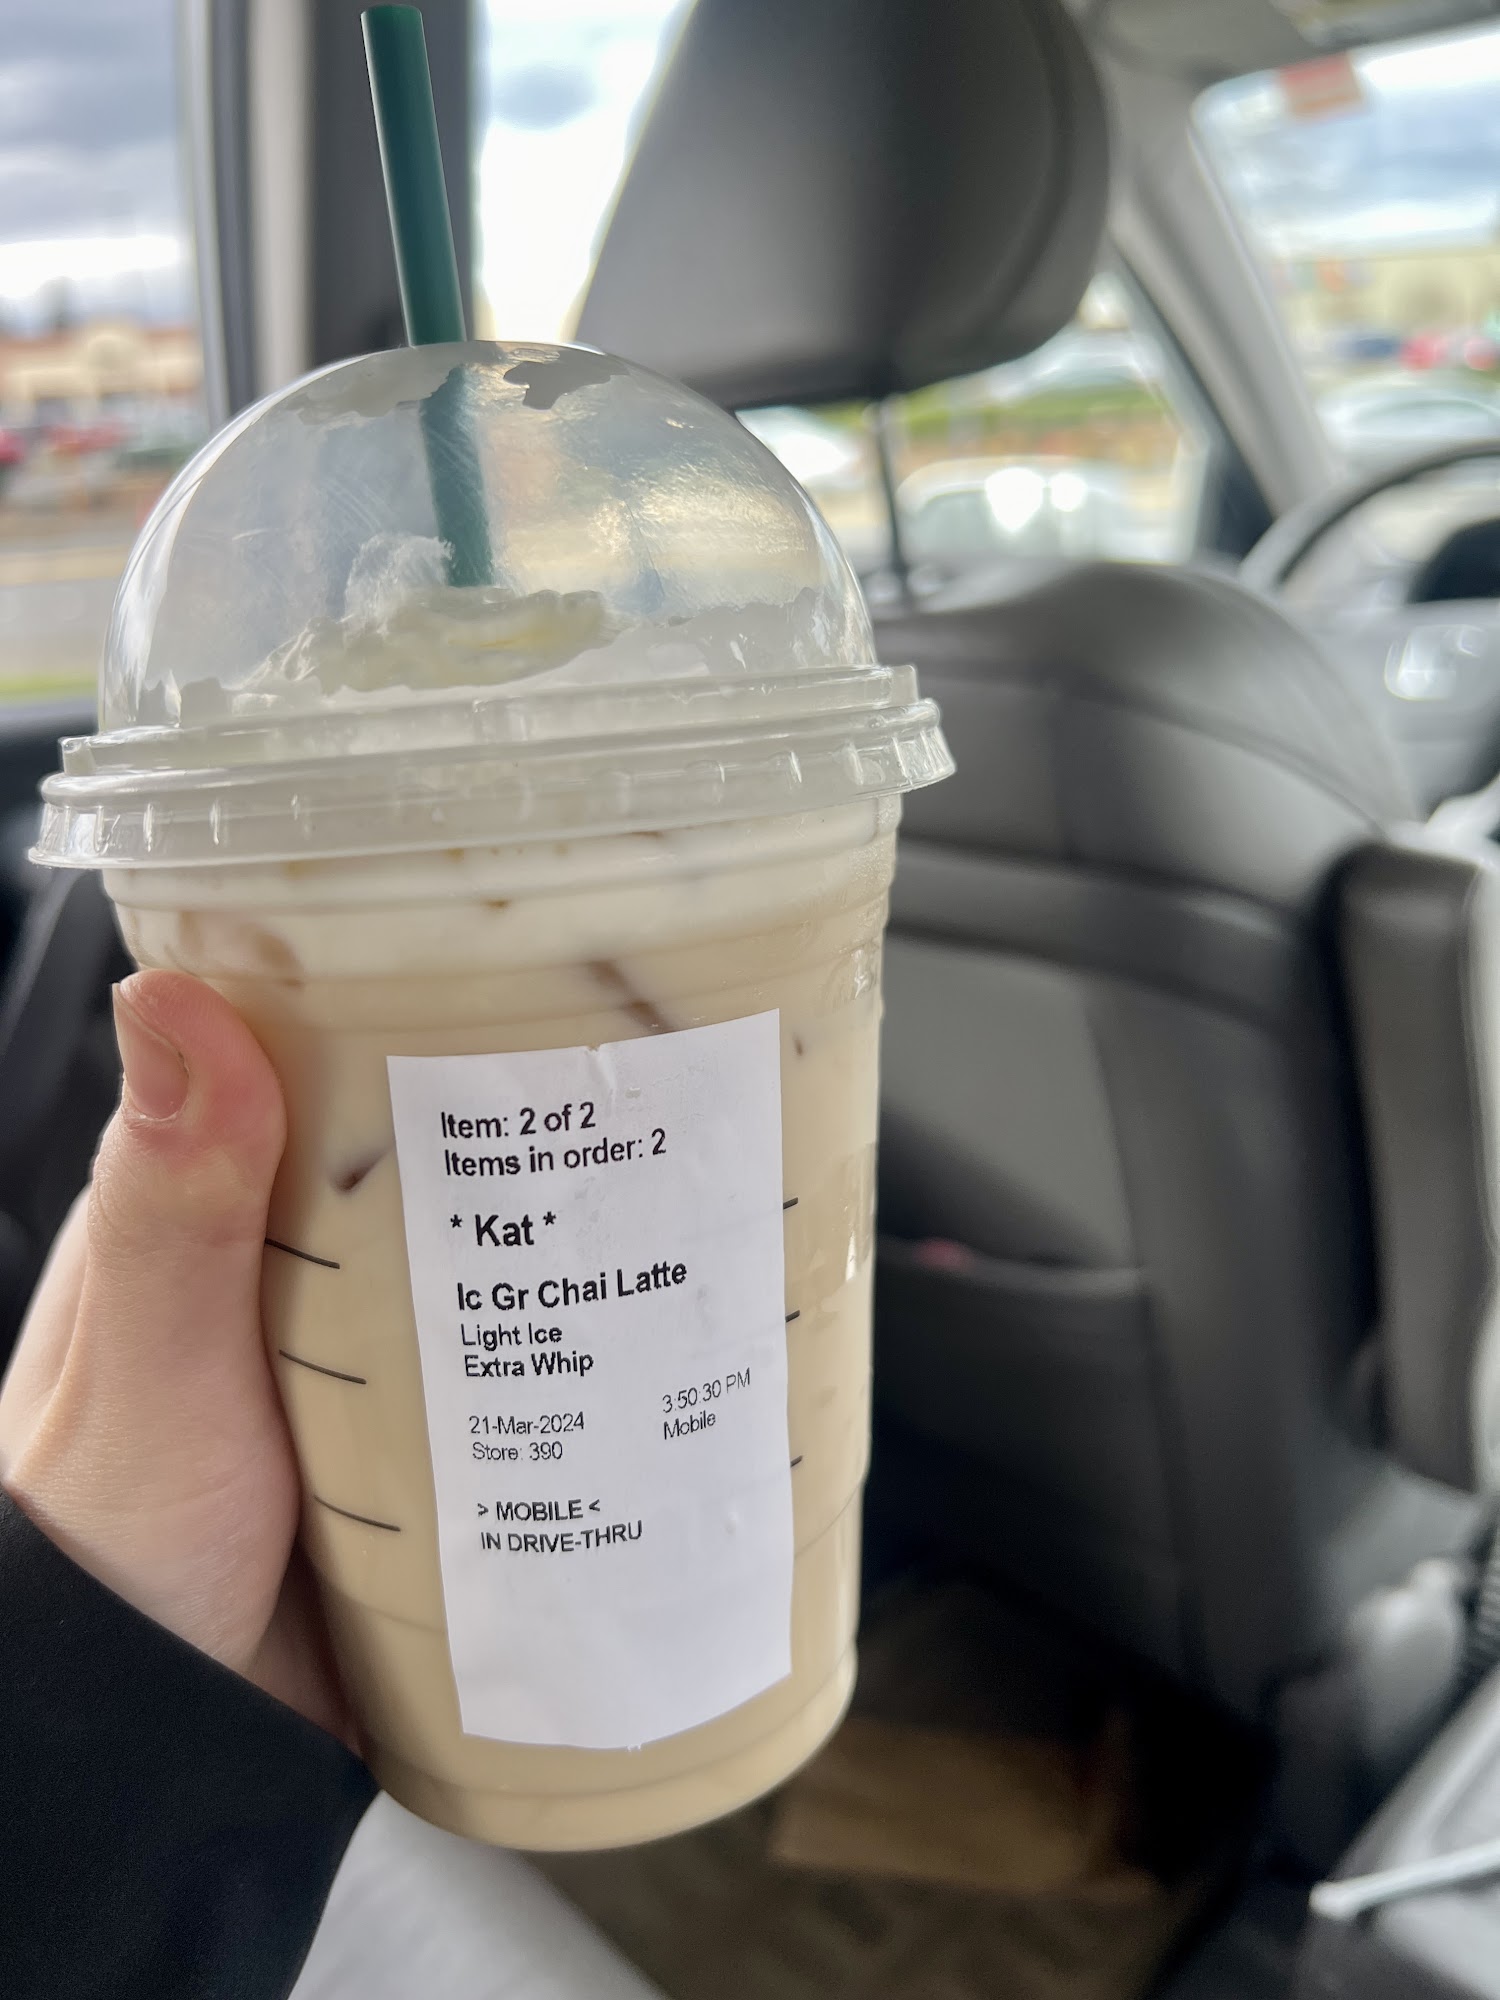 Item: 2 of 2
Items in order: 2
* Kat *
Ic Gr Chai Latte
Light Ice
Extra Whip
3:50:30 PM
21-Mar-2024 Mobile
Store: 390
> MOBILE <
IN DRIVE-THRU